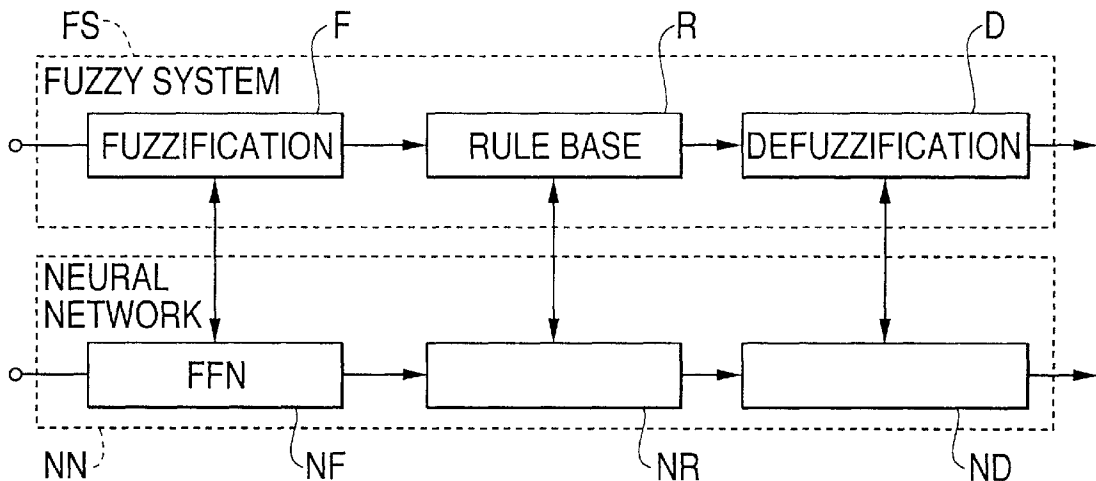 FS F R D
FUZZY SYSTEM
FUZZIFICATION RULE BASE DEFUZZIFICATION
NEURAL
NETWORK
FFN
NN NF NR ND